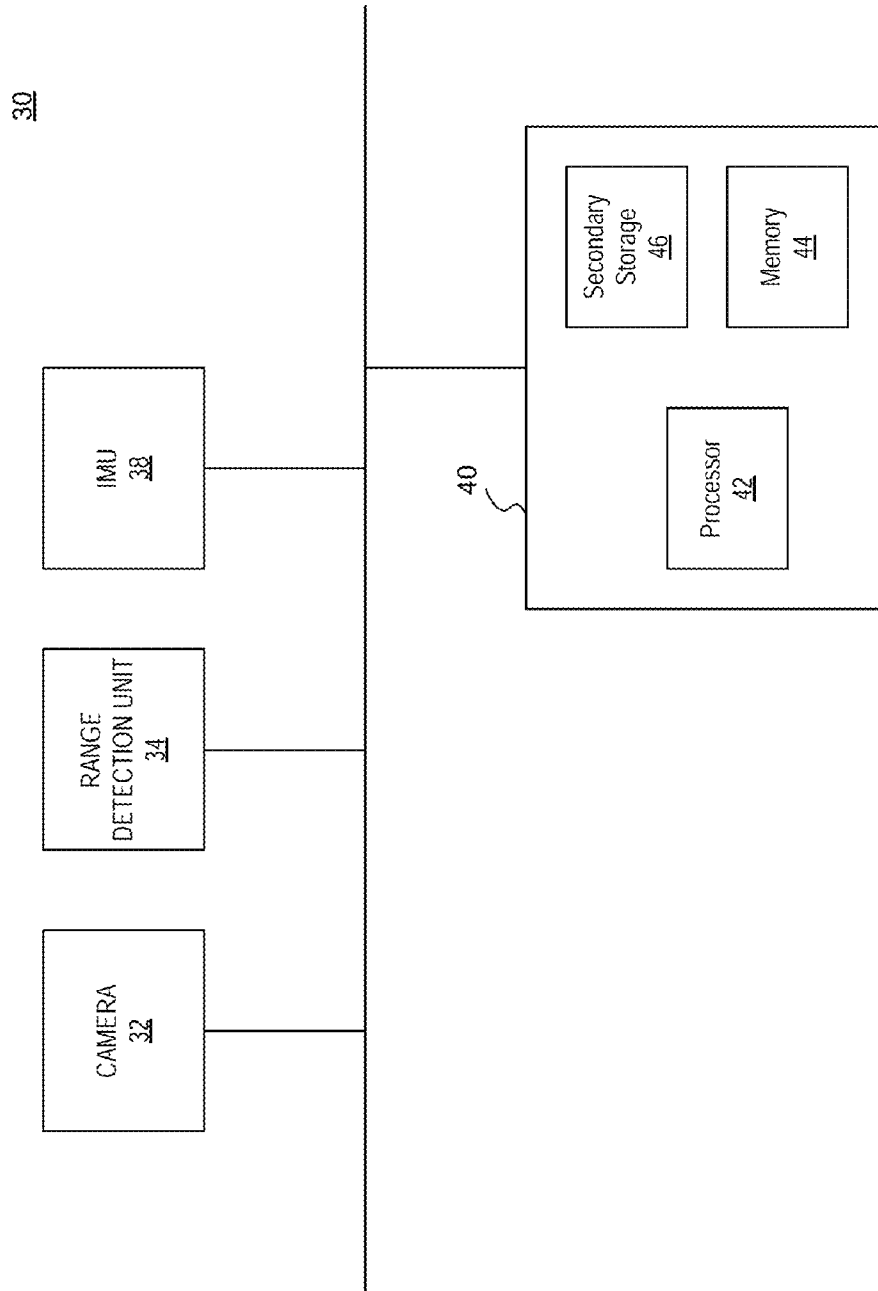 30
CAMERA
32
RANGE
DETECTION UNIT
34
IMU
38
40
Processor
42
Secondary
Storage
46
Memory
44